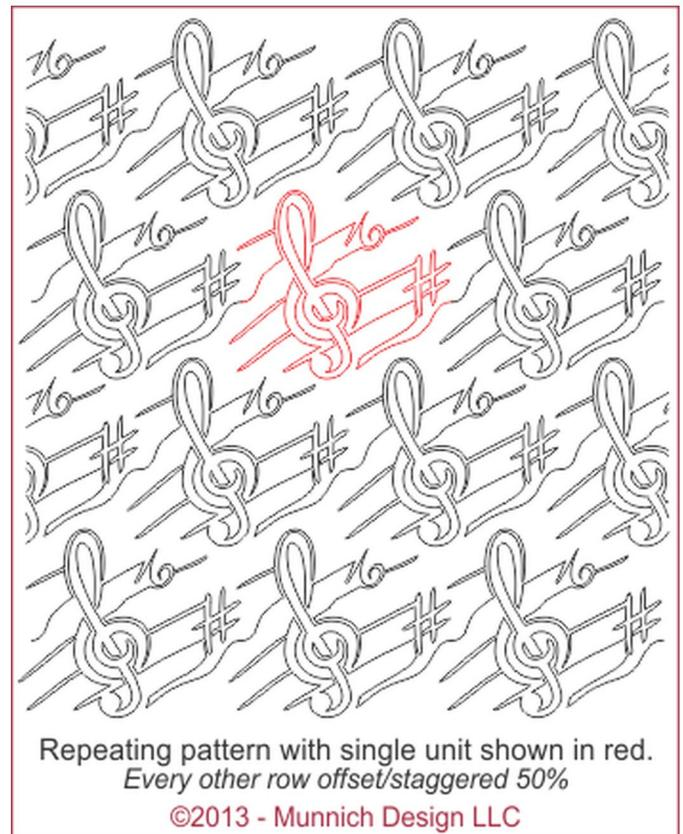 Repeating pattern with single unit shown in red.
Every other row offset/staggered 50%
©2013 - Munnich Design LLC